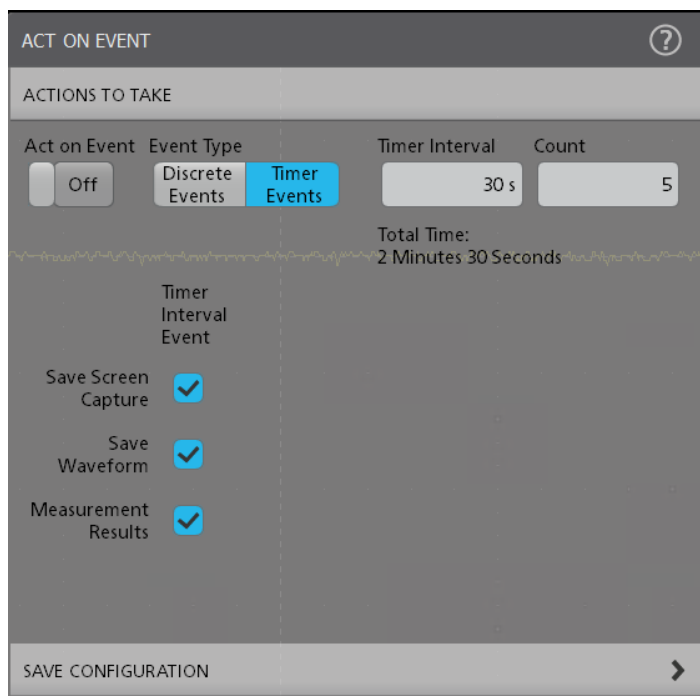 ACT ON EVENT
?
ACTIONS TO TAKE
Act on Event
Off
Event Type
Discrete
Events
Timer
Events
Timer Interval
30 s
Count
5
Total Time:
2 Minutes 30 Seconds
Timer
Interval
Event
Save Screen
Capture
Save
Waveform
Measurement
Results
SAVE CONFIGURATION